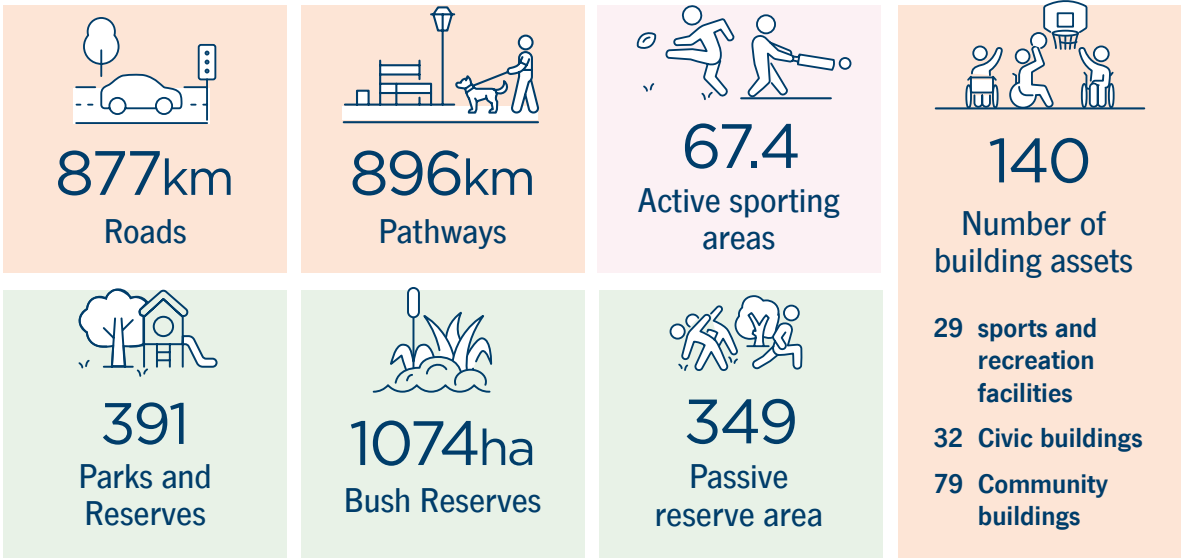 877km
Roads
896km
Pathways
67.4
Active sporting
areas
140
Number of
building assets
29 sports and
recreation
facilities
32 Civic buildings
79 Community
buildings
391
Parks and
Reserves
1074ha
Bush Reserves
349
Passive
reserve area